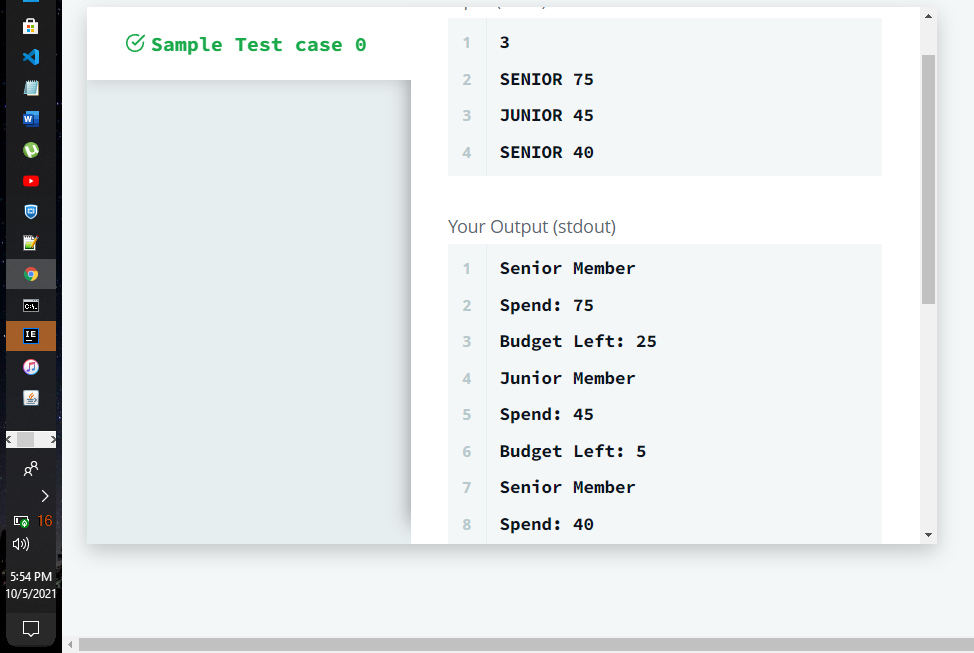 Sample Test case 0
1 3
2 SENIOR 75
3 JUNIOR 45
4 SENIOR 40
Your Output (stdout)
1 Senior Member
2 Spend: 75
3 Budget Left: 25
4 Junior Member
5 Spend: 45
6 Budget Left: 5
7 Senior Member
8 Spend: 40
W
C:\.
IE
16
5:54 PM
10/5/2021